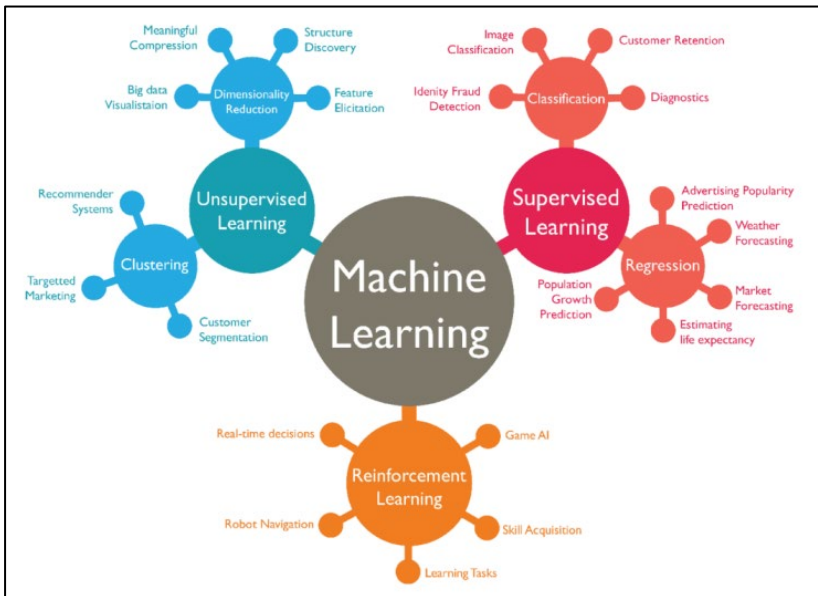 Meaningful
Compression
Structure
Discovery
Big data
Visualistaion
Dimensionality
Reduction
Feature
Elicitation
Unsupervised
Learning
Recommender
Systems
Clustering
Targetted
Marketing
Customer
Segmentation
Machine
Learning
Image
Classification
Customer Retention
Idenity Fraud
Detection
Classification
Diagnostics
Supervised
Learning
Advertising Popularity
Prediction
Weather
Forecasting
Regression
Population
Growth
Prediction
Market
Forecasting
Estimating
life expectancy
Real-time decisions
Game AI
Reinforcement
Learning
Robot Navigation
Skill Acquisition
Learning Tasks